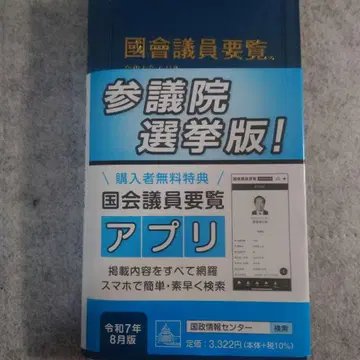 國會議員要覧
参議院
選挙版!
購入者無料特典
国会議員要覧
アプリ
掲載内容をすべて網羅
スマホで簡単・素早く検索
令和7年
8月版
国政情報センター 検索
定価:3,322円(本体+税10%)